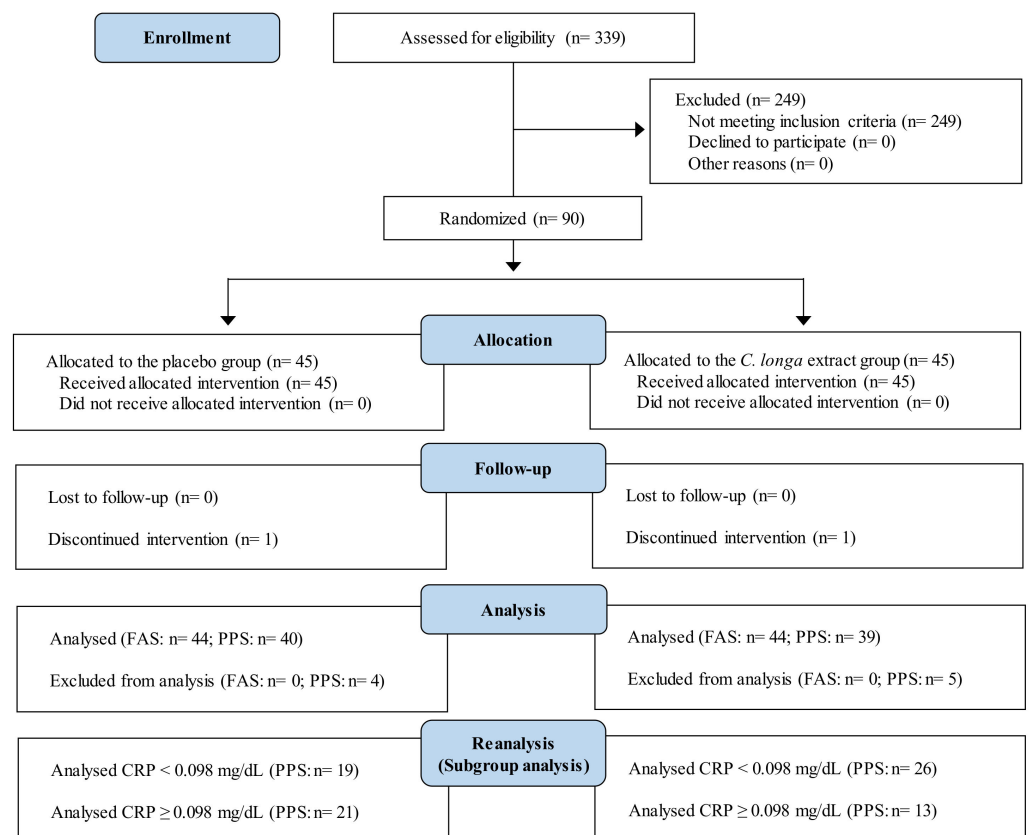 Enrollment
Assessed for eligibility (n= 339)
Excluded (n= 249)
Not meeting inclusion criteria (n= 249)
Declined to participate (n= 0)
Other reasons (n= 0)
Randomized (n= 90)
Allocation
Allocated to the placebo group (n= 45)
Received allocated intervention (n= 45)
Did not receive allocated intervention (n= 0)
Allocated to the C. longa extract group (n= 45)
Received allocated intervention (n= 45)
Did not receive allocated intervention (n= 0)
Follow-up
Lost to follow-up (n= 0)
Discontinued intervention (n= 1)
Lost to follow-up (n= 0)
Discontinued intervention (n= 1)
Analysis
Analysed (FAS: n= 44; PPS: n= 40)
Excluded from analysis (FAS: n= 0; PPS: n= 4)
Analysed (FAS: n= 44; PPS: n= 39)
Excluded from analysis (FAS: n= 0; PPS: n= 5)
Reanalysis
(Subgroup analysis)
Analysed CRP < 0.098 mg/dL (PPS: n= 19)
Analysed CRP ≥ 0.098 mg/dL (PPS: n= 21)
Analysed CRP < 0.098 mg/dL (PPS: n= 26)
Analysed CRP ≥ 0.098 mg/dL (PPS: n= 13)